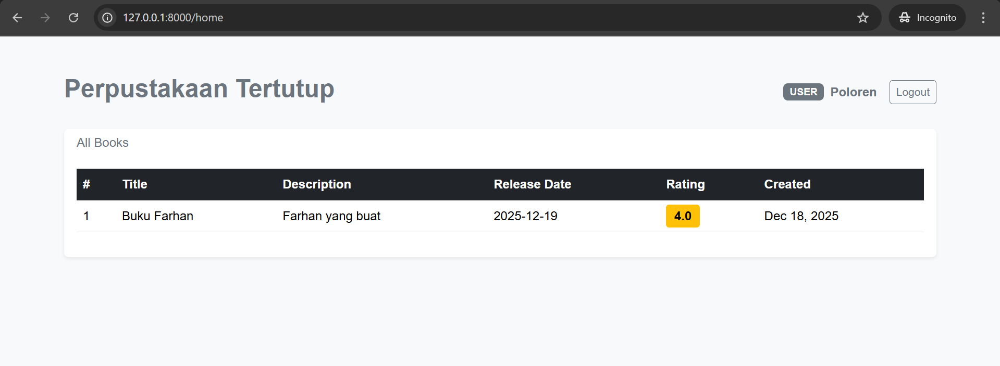 127.0.0.1:8000/home
Incognito
Perpustakaan Tertutup
USER Poloren Logout
All Books
# Title Description Release Date Rating Created
1 Buku Farhan Farhan yang buat 2025-12-19 4.0 Dec 18, 2025